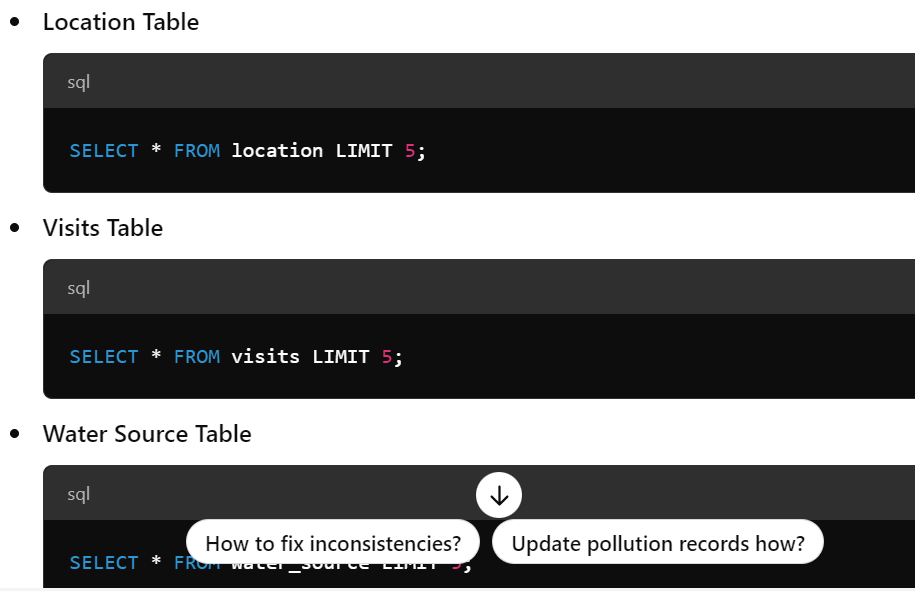 Location Table
sql
SELECT * FROM location LIMIT 5;
Visits Table
sql
SELECT * FROM visits LIMIT 5;
Water Source Table
sql
SELECT * FROM water_source LIMIT 5;
How to fix inconsistencies?
Update pollution records how?